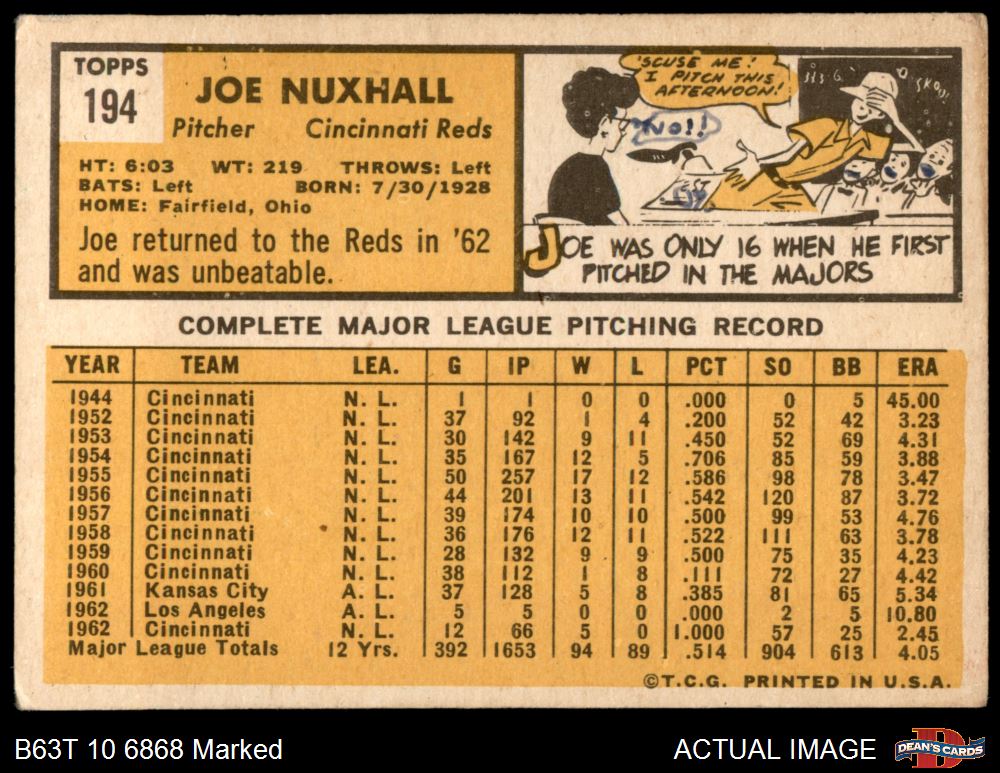 TOPPS
194
JOE NUXHALL
Pitcher Cincinnati Reds
HT: 6:03 WT: 219 THROWS: Left
BATS: Left BORN: 7/30/1928
HOME: Fairfield, Ohio
Joe returned to the Reds in '62
and was unbeatable.
'SCUSE ME!
I PITCH THIS
AFTERNOON!
NO!!
JOE WAS ONLY 16 WHEN HE FIRST
PITCHED IN THE MAJORS
COMPLETE MAJOR LEAGUE PITCHING RECORD
YEAR TEAM LEA. G IP W L PCT SO BB ERA
1944 Cincinnati N. L. 1 1 0 0 .000 0 5 45.00
1952 Cincinnati N. L. 37 92 1 4 .200 52 42 3.23
1953 Cincinnati N. L. 30 142 9 11 .450 52 69 4.31
1954 Cincinnati N. L. 35 167 12 5 .706 85 59 3.88
1955 Cincinnati N. L. 50 257 17 12 .586 98 78 3.47
1956 Cincinnati N. L. 44 201 13 11 .542 120 87 3.72
1957 Cincinnati N. L. 39 174 10 10 .500 99 53 4.76
1958 Cincinnati N. L. 36 176 12 11 .522 111 63 3.78
1959 Cincinnati N. L. 28 132 9 9 .500 75 35 4.23
1960 Cincinnati N. L. 38 112 1 8 .111 72 27 4.42
1961 Kansas City A. L. 37 128 5 8 .385 81 65 5.34
1962 Los Angeles A. L. 5 5 0 0 .000 2 5 10.80
1962 Cincinnati N. L. 12 66 5 0 1.000 57 25 2.45
Major League Totals 12 Yrs. 392 1653 94 89 .514 904 613 4.05
©T.C.G. PRINTED IN U.S.A.
B63T 10 6868 Marked
ACTUAL IMAGE
DEAN'S CARDS